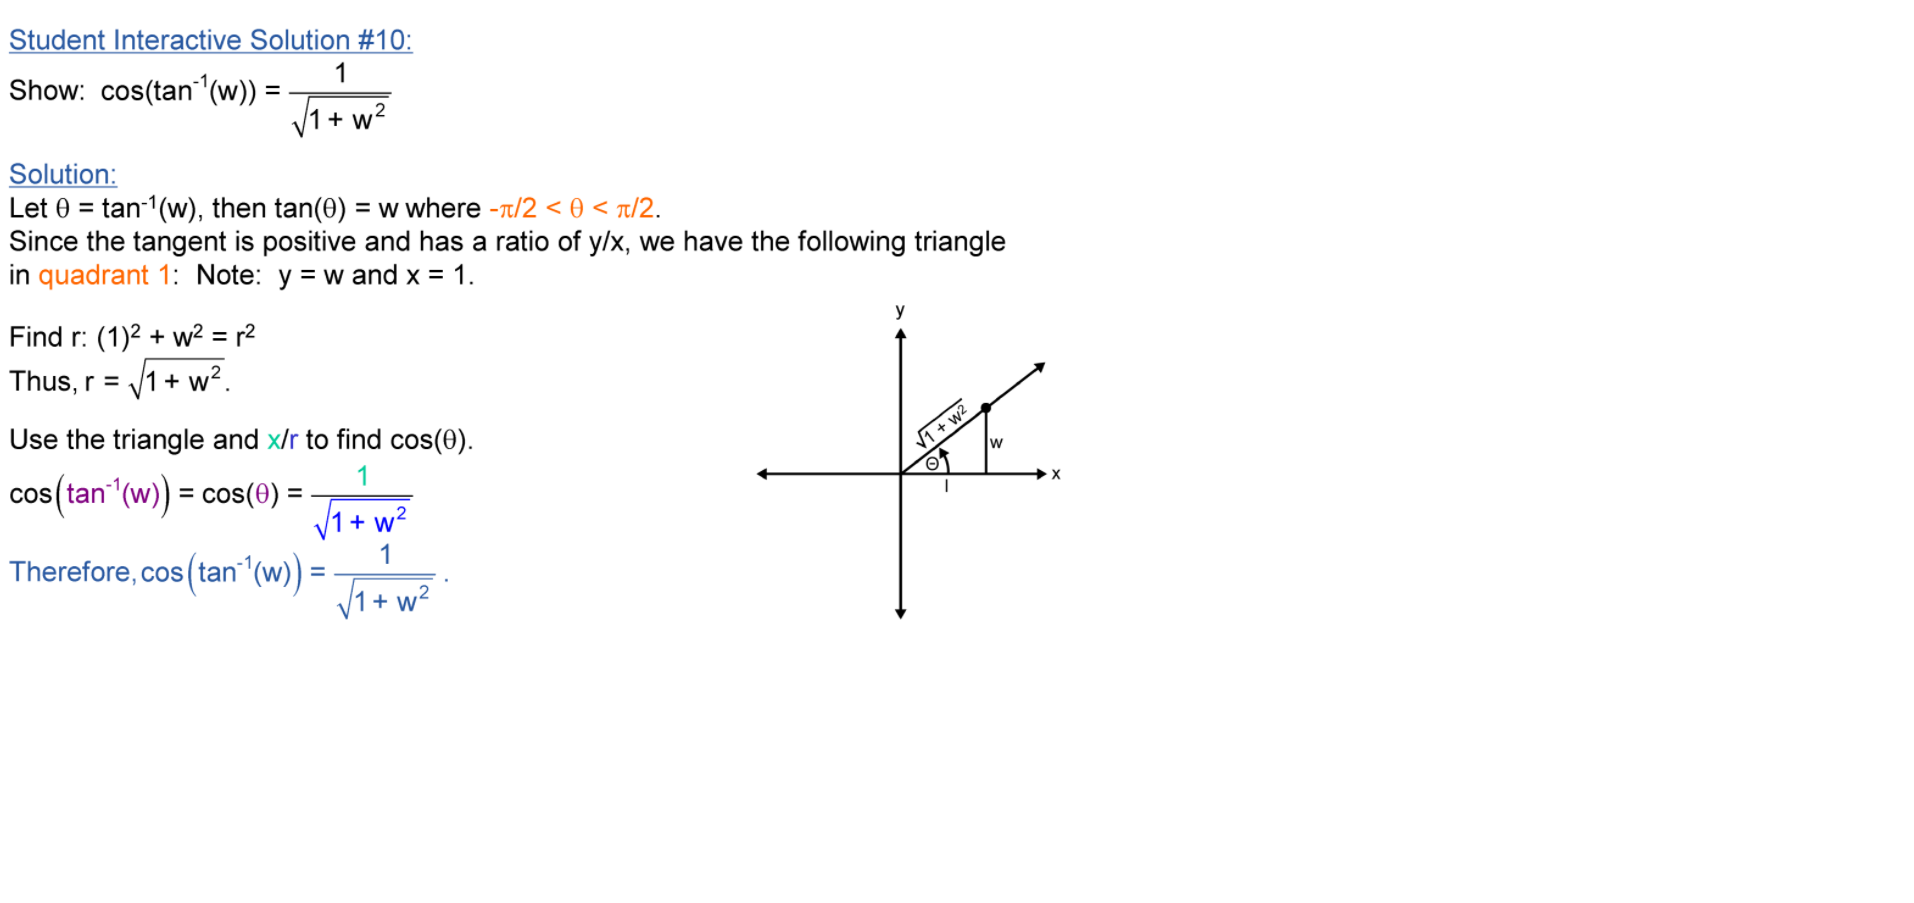 Student Interactive Solution #10:
Show: cos(tan⁻¹(w)) = 1/√(1 + w²)
Solution:
Let θ = tan⁻¹(w), then tan(θ) = w where -π/2 < θ < π/2.
Since the tangent is positive and has a ratio of y/x, we have the following triangle
in quadrant 1: Note: y = w and x = 1.
Find r: (1)² + w² = r²
Thus, r = √(1 + w²).
Use the triangle and x/r to find cos(θ).
cos(tan⁻¹(w)) = cos(θ) = 1/√(1 + w²)
Therefore, cos(tan⁻¹(w)) = 1/√(1 + w²).
y
√(1 + w²)
w
Θ
x
1